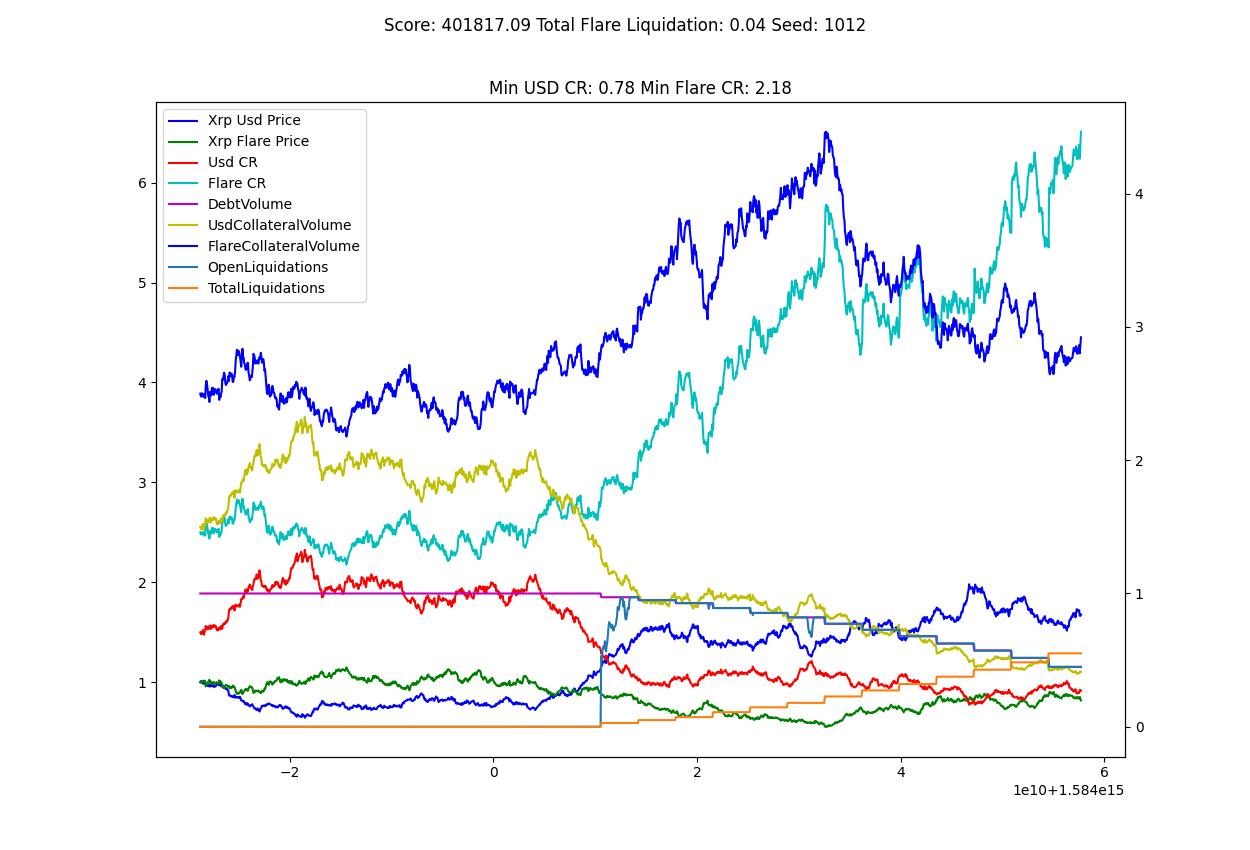 Score: 401817.09 Total Flare Liquidation: 0.04 Seed: 1012
Min USD CR: 0.78 Min Flare CR: 2.18
Xrp Usd Price
Xrp Flare Price
Usd CR
Flare CR
DebtVolume
UsdCollateralVolume
FlareCollateralVolume
OpenLiquidations
TotalLiquidations
6
5
4
3
2
1
4
3
2
1
0
−2
0
2
4
6
1e10+1.584e15